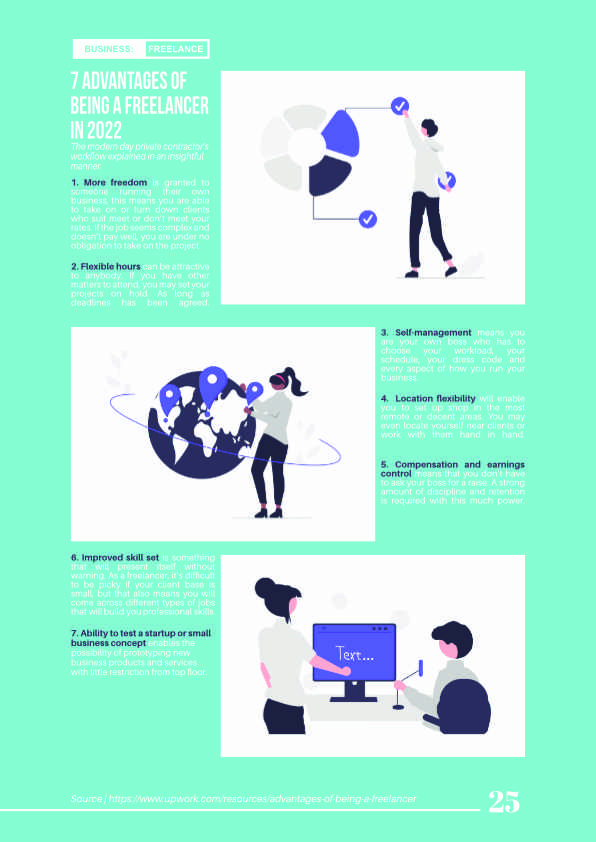 BUSINESS: FREELANCE
7 ADVANTAGES OF
BEING A FREELANCER
IN 2022
The modern day private contractor's
workflow explained in an insightful
manner.
1. More freedom is granted to
someone running their own
business, this means you are able
to take on or turn down clients
who suit meet or don't meet your
rates. If the job seems complex and
doesn't pay well, you are under no
obligation to take on the project.
2. Flexible hours can be attractive
to anybody. If you have other
matters to attend, you may set your
projects on hold. As long as
deadlines has been agreed.
3. Self-management means you
are your own boss who has to
choose your workload, your
schedule, your dress code and
every aspect of how you run your
business.
4. Location flexibility will enable
you to set up shop in the most
remote or decent areas. You may
even locate yourself near clients or
work with them hand in hand.
5. Compensation and earnings
control means that you don't have
to ask your boss for a raise. A strong
amount of discipline and retention
is required with this much power.
6. Improved skill set is something
that will present itself without
warning. As a freelancer, it's difficult
to be picky if your client base is
small, but that also means you will
come across different types of jobs
that will build you professional skills.
7. Ability to test a startup or small
business concept enables the
possibility of prototyping new
business products and services
with little restriction from top floor.
Text...
Source | https://www.upwork.com/resources/advantages-of-being-a-freelancer
25